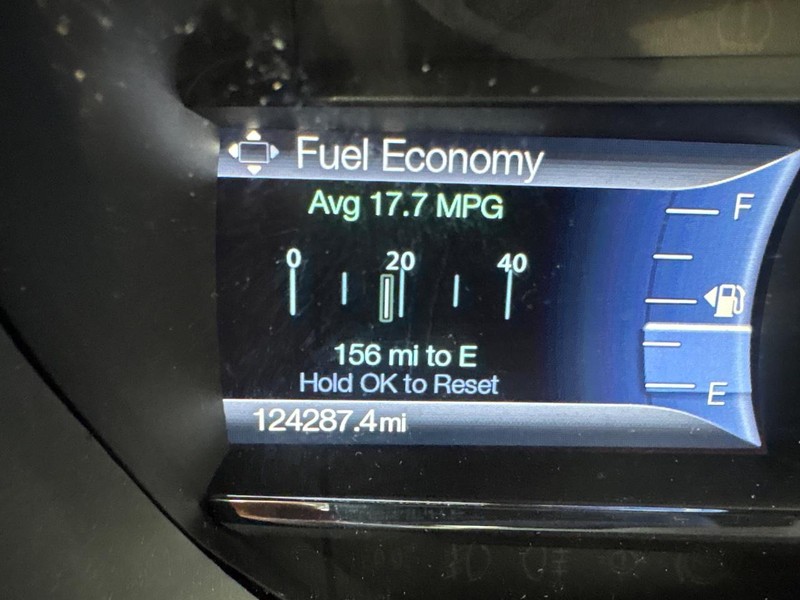 Fuel Economy
Avg 17.7 MPG
F
0 20 40
156 mi to E
Hold OK to Reset
E
124287.4mi